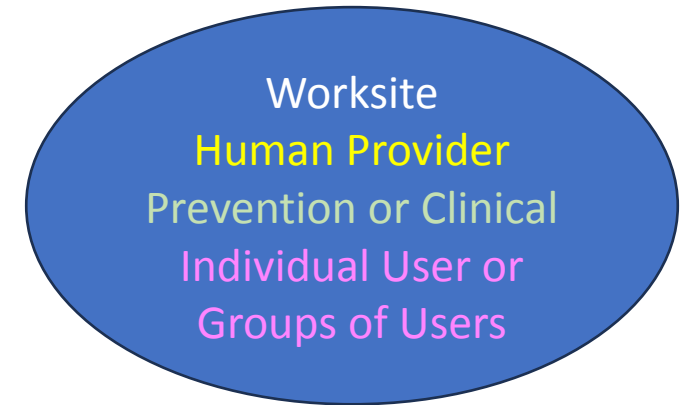 Worksite
Human Provider
Prevention or Clinical
Individual User or
Groups of Users